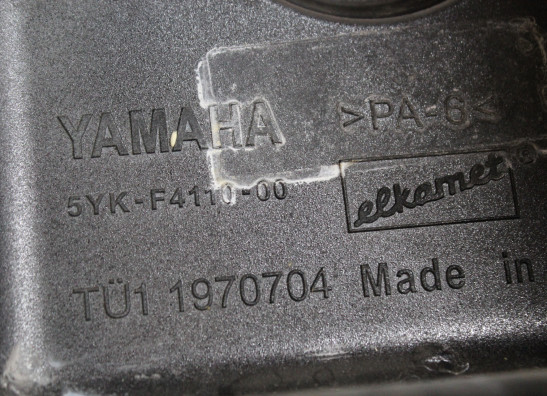 YAMAHA >PA-6<
5YK-F4110-00 elkamet
TÜ1 1970704 Made in